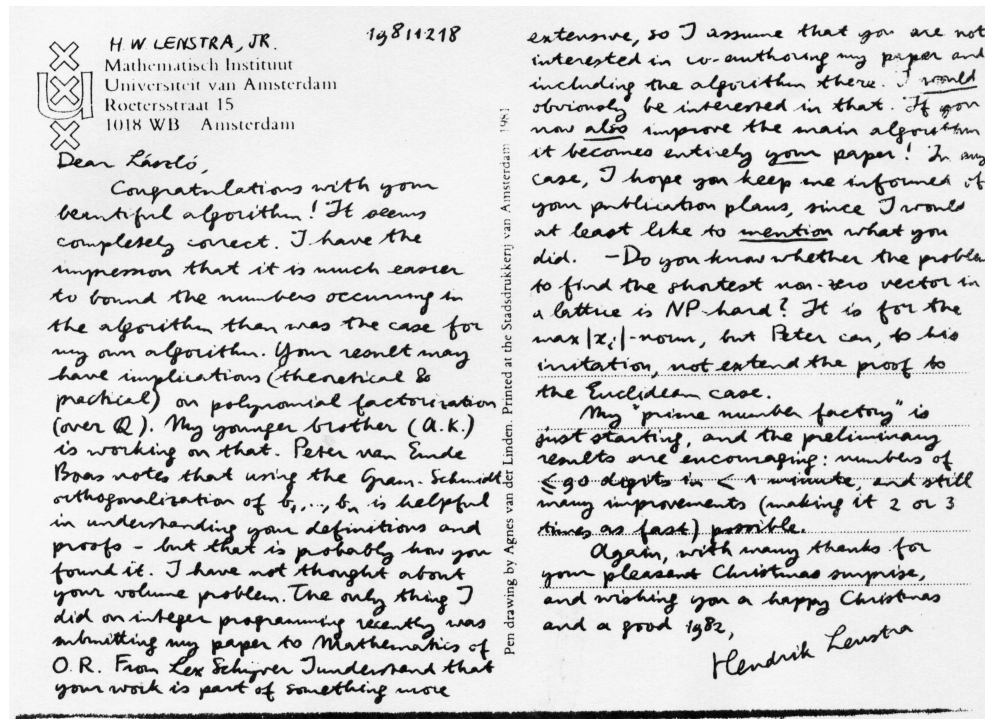 H.W. LENSTRA, JR.
19811218
Mathematisch Instituut
Universiteit van Amsterdam
Roetersstraat 15
1018 WB Amsterdam
Dear László,
Congratulations with your
beautiful algorithm! It seems
completely correct. I have the
impression that it is much easier
to bound the numbers occurring in
the algorithm than was the case for
my own algorithm. Your result may
have implications (theoretical &
practical) on polynomial factorization
(over Q). My younger brother (A.K.)
is working on that. Peter van Emde
Boas notes that using the Gram-Schmidt
orthogonalization of b₁,..., bₙ is helpful
in understanding your definitions and
proofs - but that is probably how you
found it. I have not thought about
your volume problem. The only thing I
did on integer programming recently was
submitting my paper to Mathematics of
O.R. From Lex Schijver I understand that
your work is part of something more
Pen drawing by Agnes van der Linden. Printed at the Stadsdrukkerij van Amsterdam 1981
extensive, so I assume that you are not
interested in co-authoring my paper and
including the algorithm there. I would
obviously be interested in that. If you
now also improve the main algorithm
it becomes entirely your paper! In any
case, I hope you keep me informed of
your publication plans, since I would
at least like to mention what you
did. - Do you know whether the problem
to find the shortest non-zero vector in
a lattice is NP-hard? It is for the
max |xᵢ|-norm, but Peter can, to his
irritation, not extend the proof to
the Euclidean case.
My "prime number factory" is
just starting, and the preliminary
results are encouraging: numbers of
≤ 90 digits in < 1 minute, and still
many improvements (making it 2 or 3
times as fast) possible.
Again, with many thanks for
your pleasant Christmas surprise,
and wishing you a happy Christmas
and a good 1982,
Hendrik Lenstra